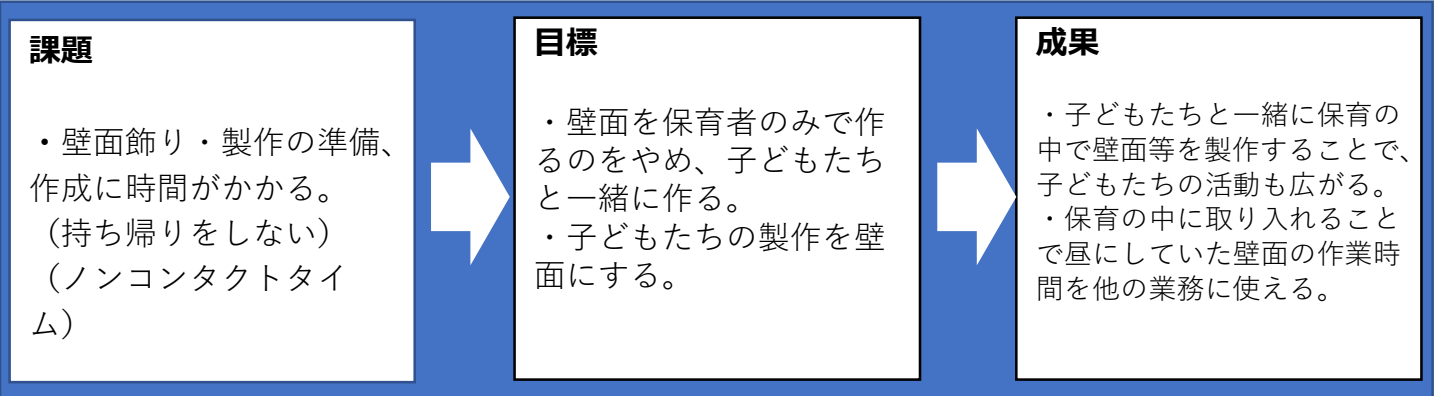 課題
・壁面飾り・製作の準備、
作成に時間がかかる。
（持ち帰りをしない）
（ノンコンタクトタイ
ム）
目標
・壁面を保育者のみで作
るのをやめ、子どもたち
と一緒に作る。
・子どもたちの製作を壁
面にする。
成果
・子どもたちと一緒に保育の
中で壁面等を製作することで、
子どもたちの活動も広がる。
・保育の中に取り入れること
で昼にしていた壁面の作業時
間を他の業務に使える。